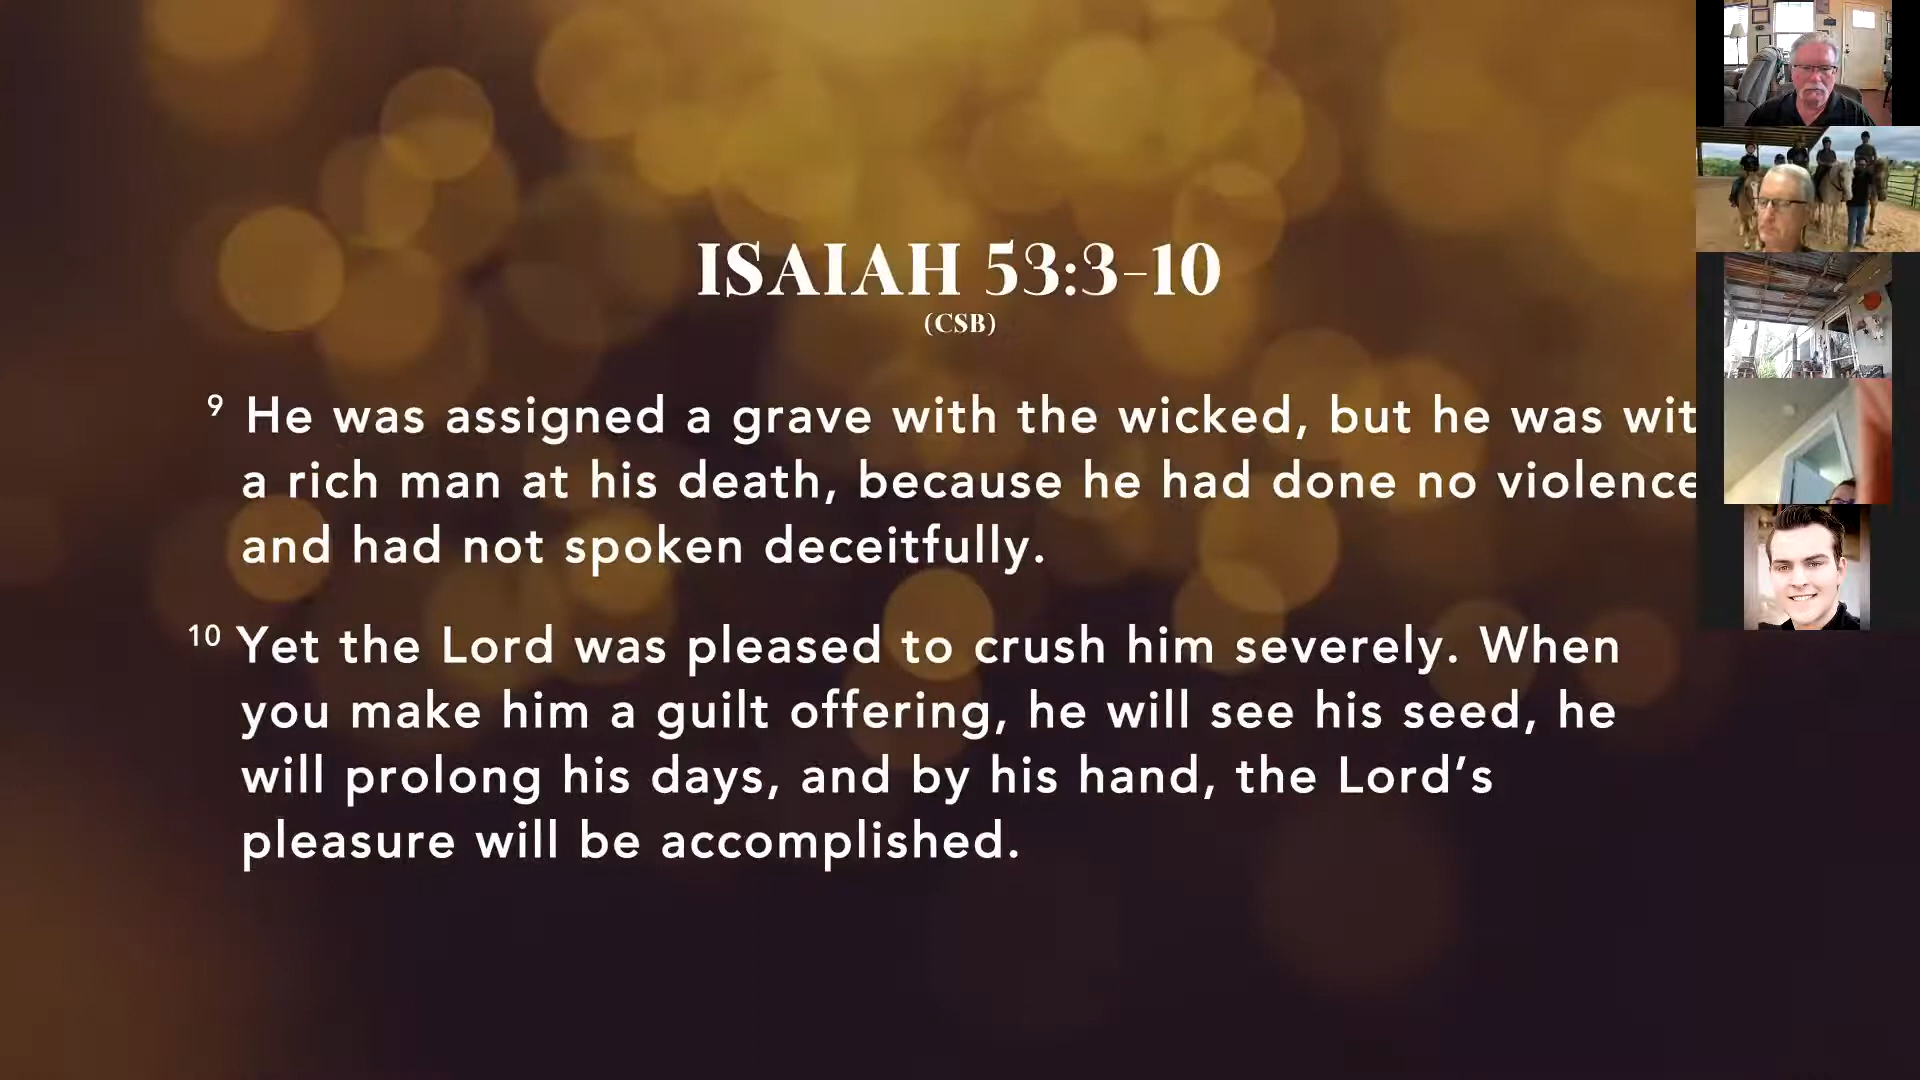 ISAIAH 53:3–10
(CSB)
9 He was assigned a grave with the wicked, but he was wit
a rich man at his death, because he had done no violence
and had not spoken deceitfully.
10 Yet the Lord was pleased to crush him severely. When
you make him a guilt offering, he will see his seed, he
will prolong his days, and by his hand, the Lord’s
pleasure will be accomplished.